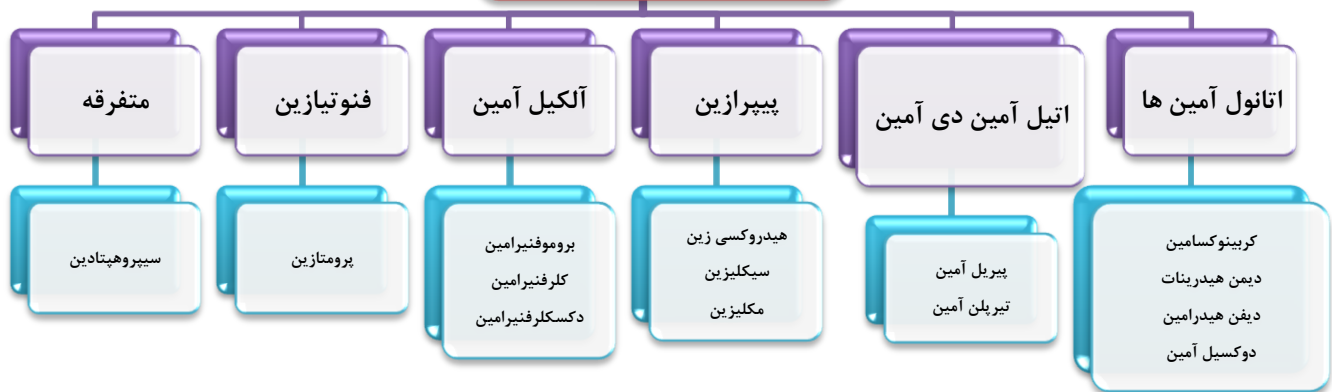 اتانول آمین ها
کربینوکسامین
دیمن هیدرینات
دیفن هیدرامین
دوکسیل آمین
اتیل آمین دی آمین
پیریل آمین
تیرپلن آمین
پیپرازین
هیدروکسی زین
سیکلیزین
مکلیزین
آلکیل آمین
بروموفنیرامین
کلرفنیرامین
دکسکلرفنیرامین
فنوتیازین
پرومتازین
متفرقه
سیپروهپتادین